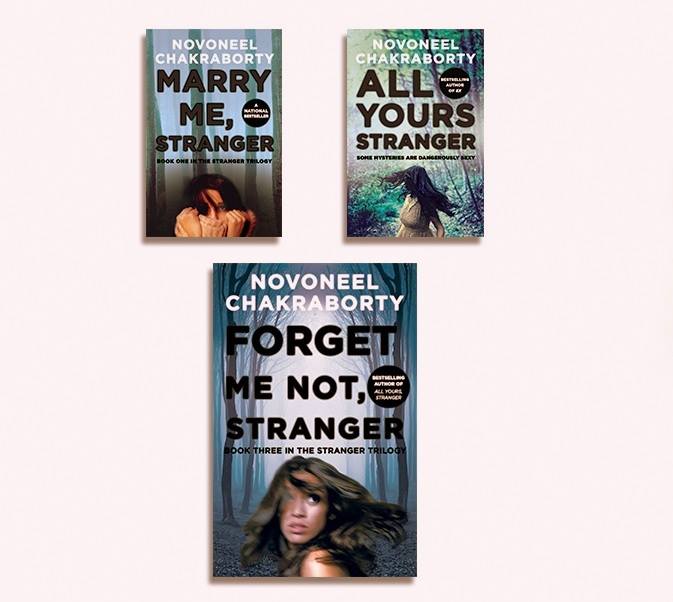 NOVONEEL
CHAKRABORTY
MARRY
ME,
A
NATIONAL
BESTSELLER
STRANGER
BOOK ONE IN THE STRANGER TRILOGY
NOVONEEL
CHAKRABORTY
ALL
BESTSELLING
AUTHOR
OF EX
YOURS
STRANGER
SOME MYSTERIES ARE DANGEROUSLY SEXY
NOVONEEL
CHAKRABORTY
FORGET
ME NOT,
BESTSELLING
AUTHOR OF
ALL YOURS,
STRANGER
STRANGER
BOOK THREE IN THE STRANGER TRILOGY